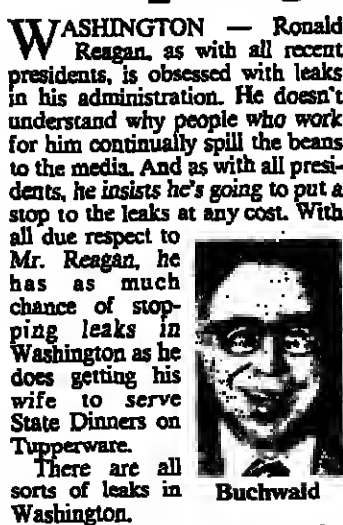 WASHINGTON — Ronald
Reagan, as with all recent
presidents, is obsessed with leaks
in his administration. He doesn't
understand why people who work
for him continually spill the beans
to the media. And as with all presi-
dents, he insists he's going to put a
stop to the leaks at any cost. With
all due respect to
Mr. Reagan, he
has as much
chance of stop-
ping leaks in
Washington as he
does getting his
wife to serve
State Dinners on
Tupperware.
There are all
sorts of leaks in
Washington.
Buchwald